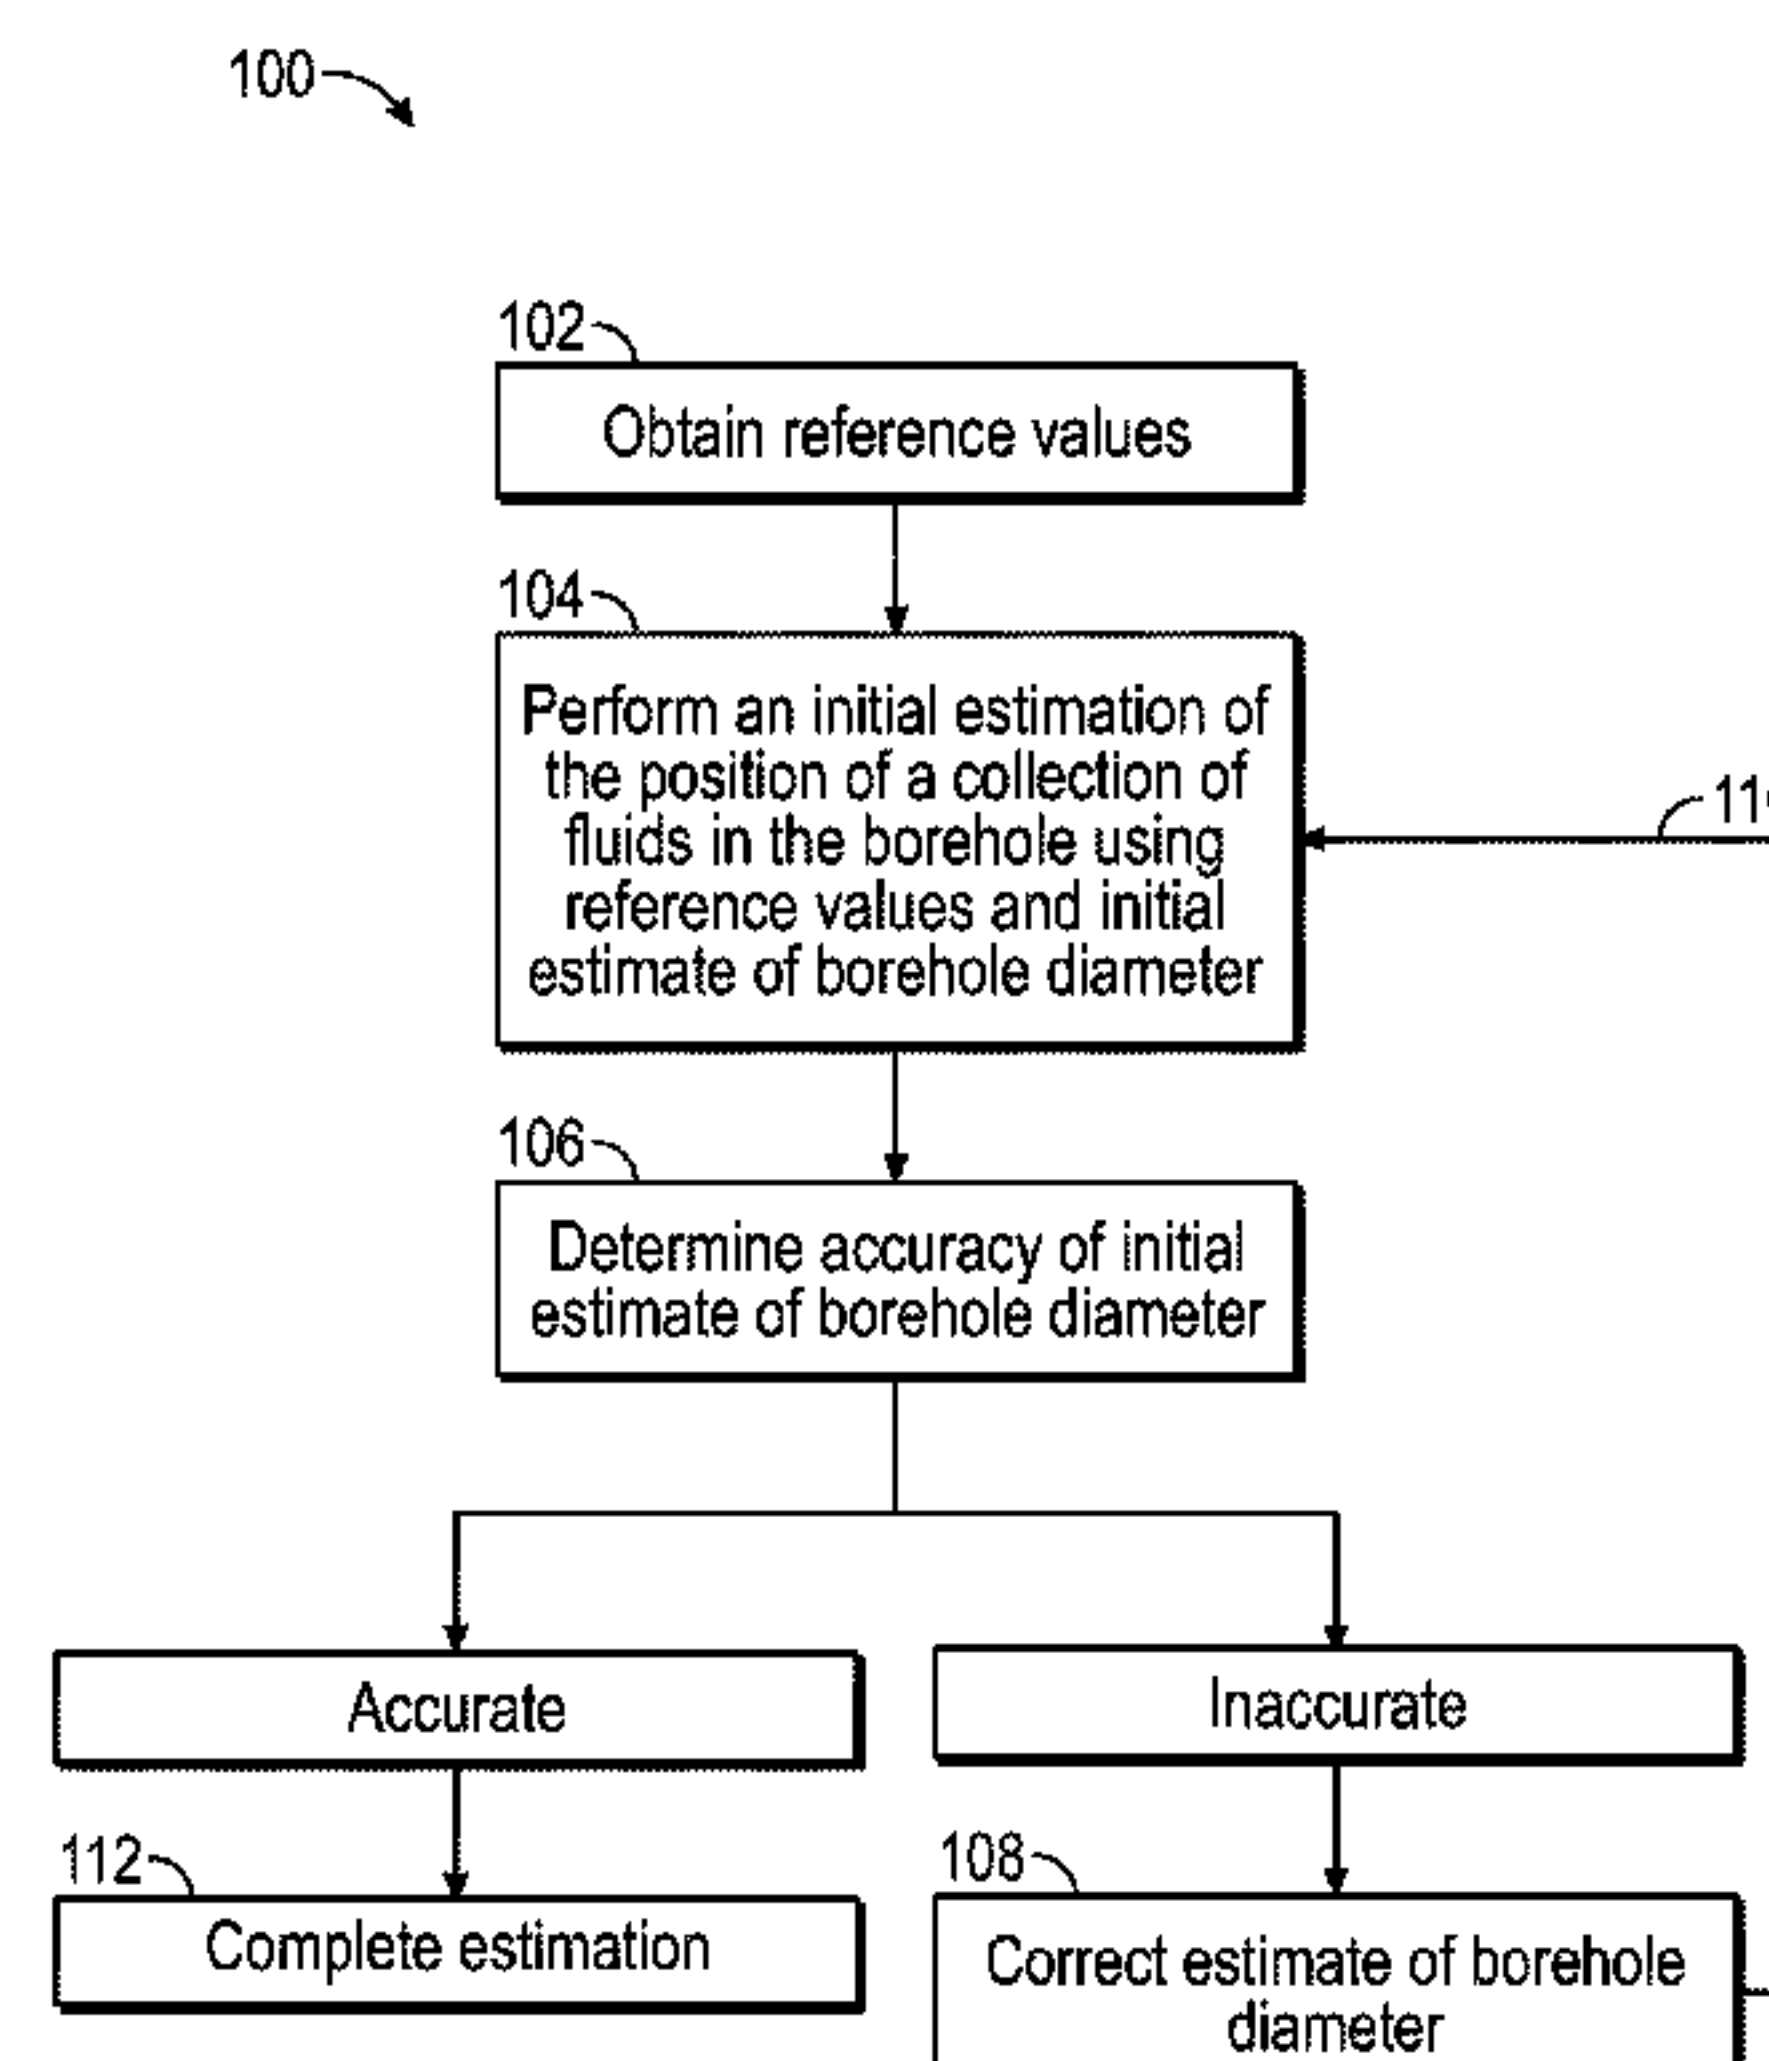 100
102
Obtain reference values
104
Perform an initial estimation of
the position of a collection of
fluids in the borehole using
reference values and initial
estimate of borehole diameter
106
Determine accuracy of initial
estimate of borehole diameter
Accurate
Inaccurate
112
Complete estimation
108
Correct estimate of borehole
diameter